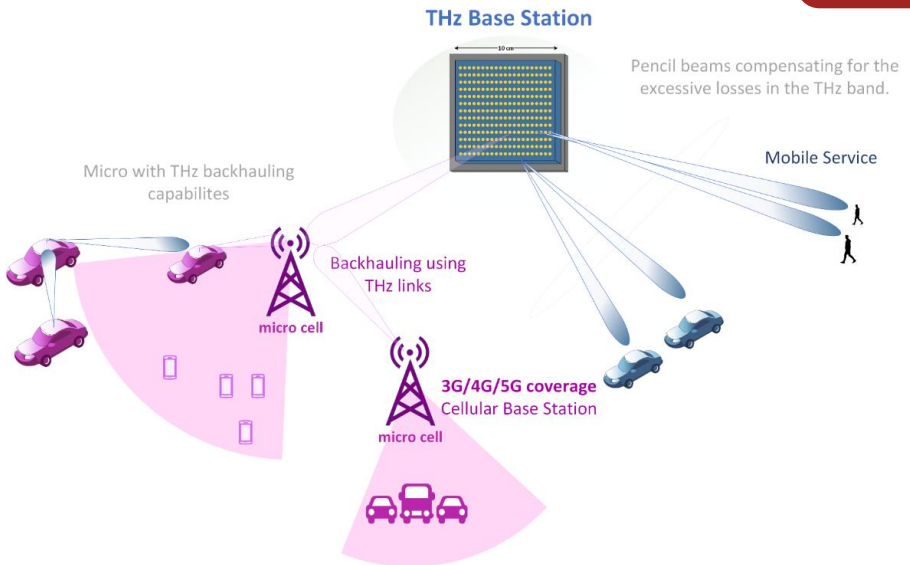 THz Base Station
10 cm
Pencil beams compensating for the
excessive losses in the THz band.
Mobile Service
Micro with THz backhauling
capabilites
Backhauling using
THz links
micro cell
3G/4G/5G coverage
Cellular Base Station
micro cell